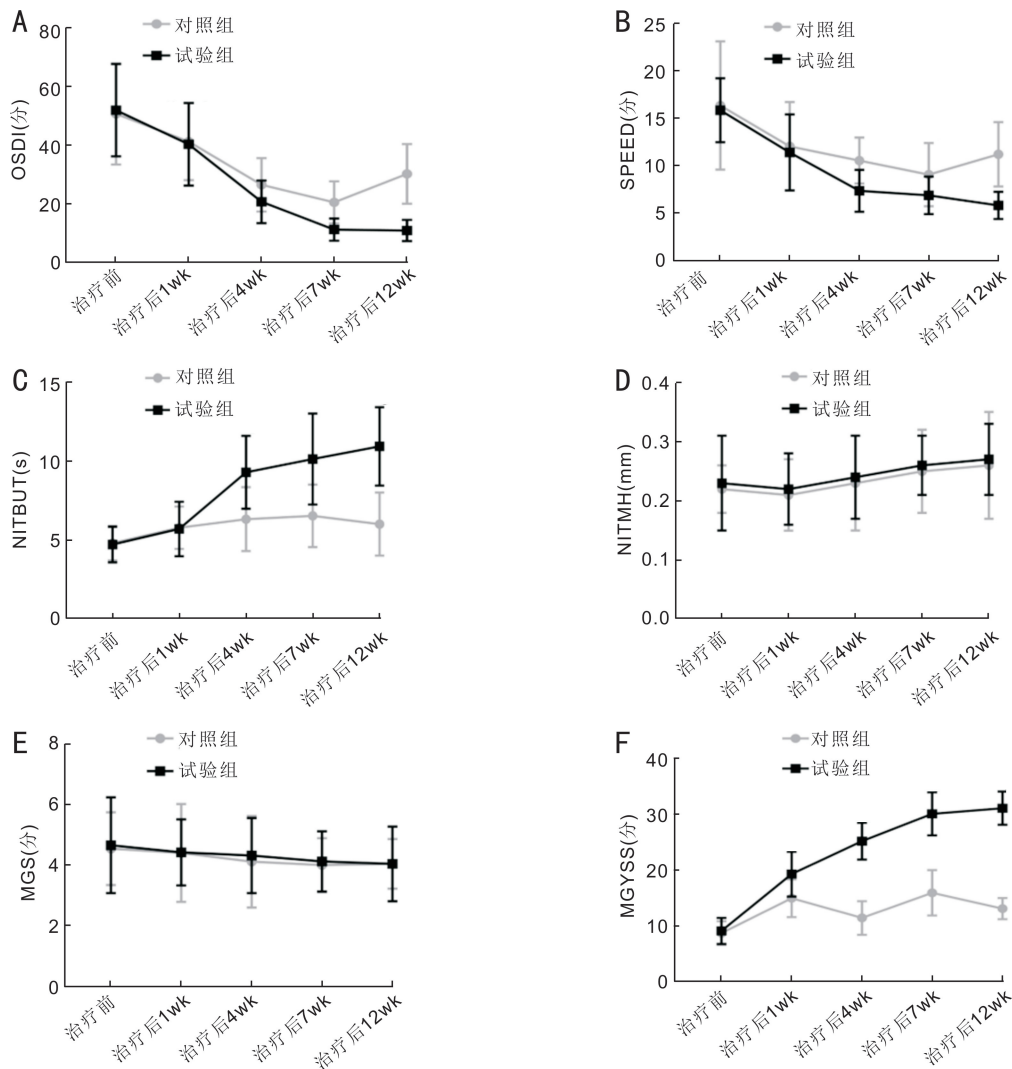 A
对照组
试验组
OSDI(分)
80
60
40
20
0
治疗前
治疗后1wk
治疗后4wk
治疗后7wk
治疗后12wk
B
对照组
试验组
SPEED(分)
25
20
15
10
5
0
治疗前
治疗后1wk
治疗后4wk
治疗后7wk
治疗后12wk
C
对照组
试验组
NITBUT(s)
15
10
5
0
治疗前
治疗后1wk
治疗后4wk
治疗后7wk
治疗后12wk
D
对照组
试验组
NITMH(mm)
0.4
0.3
0.2
0.1
0.0
治疗前
治疗后1wk
治疗后4wk
治疗后7wk
治疗后12wk
E
对照组
试验组
MGS(分)
8
6
4
2
0
治疗前
治疗后1wk
治疗后4wk
治疗后7wk
治疗后12wk
F
对照组
试验组
MGYSS(分)
40
30
20
10
0
治疗前
治疗后1wk
治疗后4wk
治疗后7wk
治疗后12wk